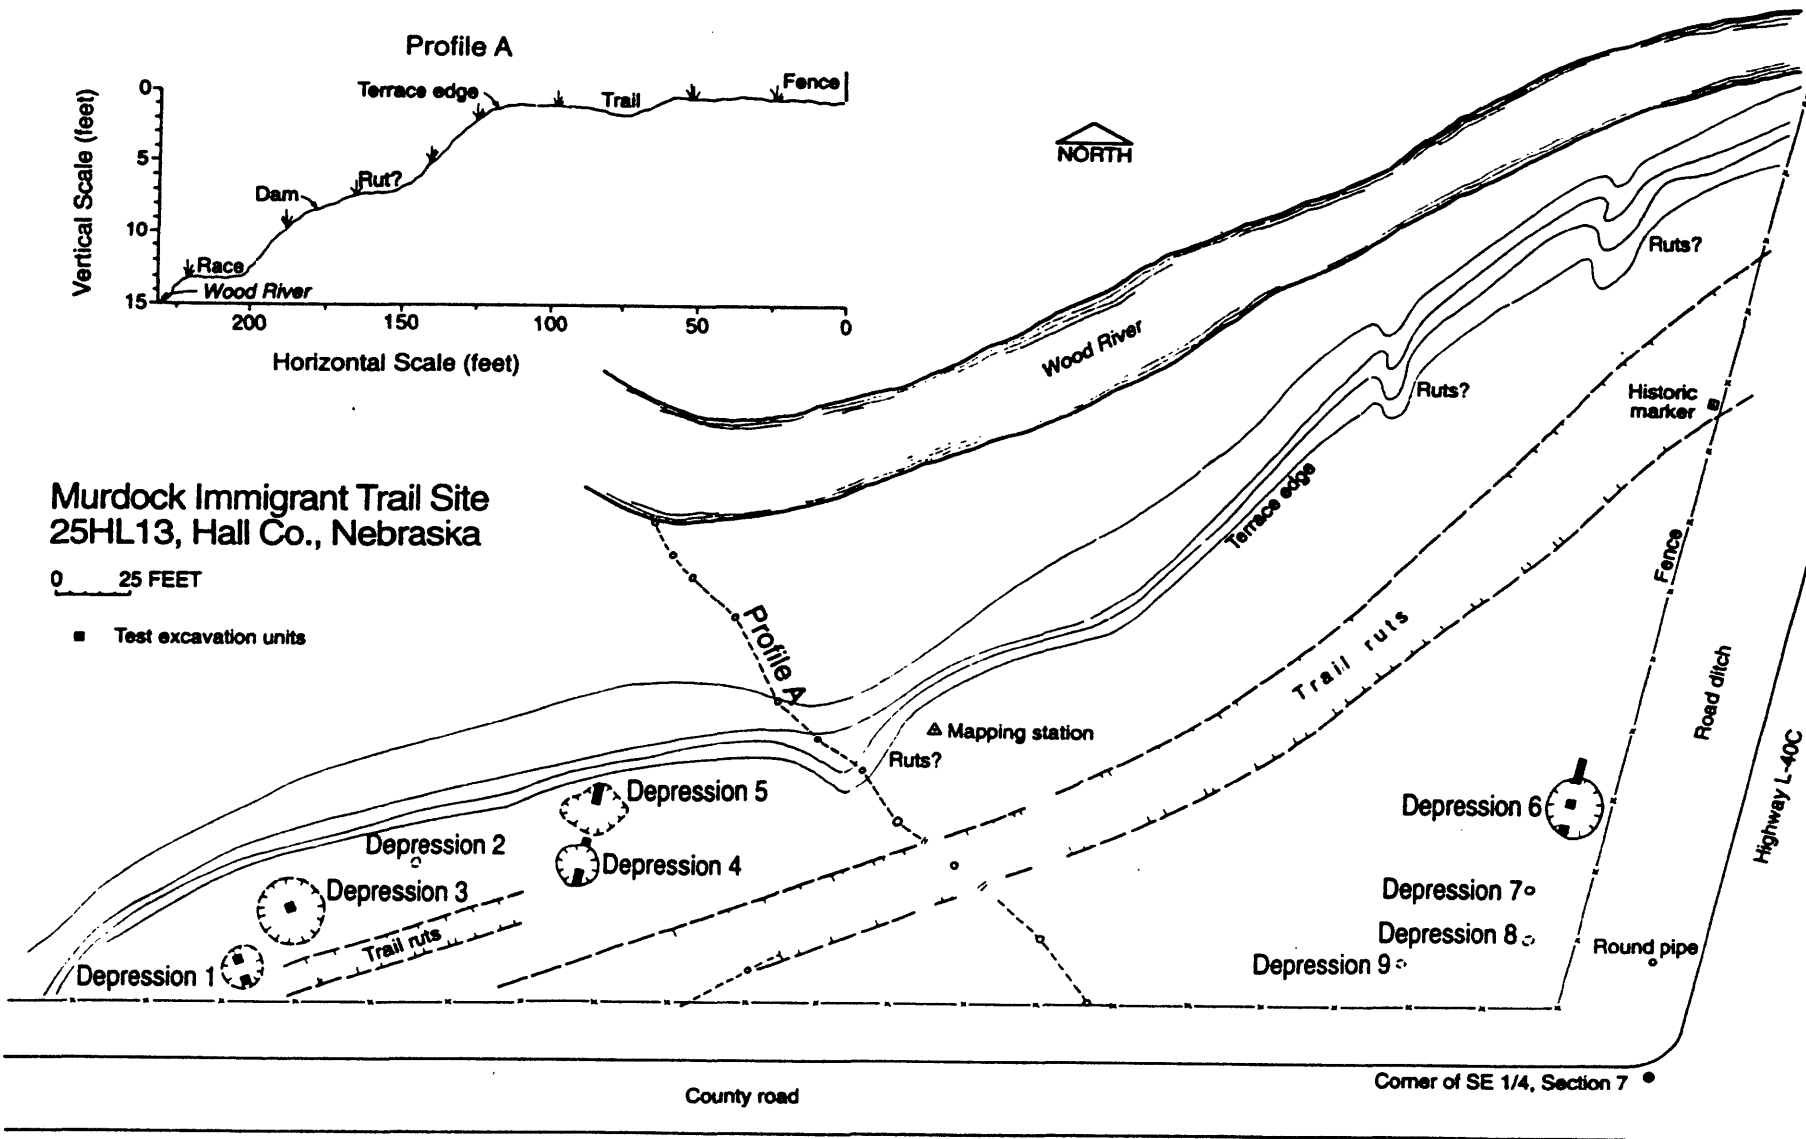 Profile A
Vertical Scale (feet)
0
5
10
15
Terrace edge
Trail
Fence
Rut?
Dam
Race
Wood River
200
150
100
50
0
Horizontal Scale (feet)
NORTH
Wood River
Ruts?
Ruts?
Historic
marker
Murdock Immigrant Trail Site
25HL13, Hall Co., Nebraska
0 25 FEET
Test excavation units
Terrace edge
Fence
Profile A
Trail ruts
Road ditch
Mapping station
Ruts?
Highway L-40C
Depression 5
Depression 6
Depression 2
Depression 4
Depression 3
Depression 7
Trail ruts
Depression 8
Round pipe
Depression 9
Depression 1
Corner of SE 1/4, Section 7
County road